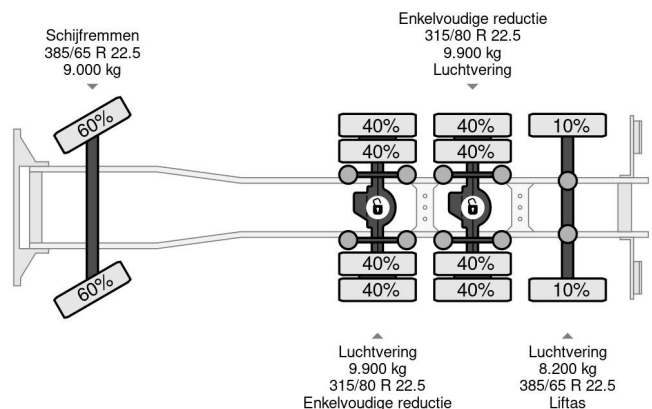 Schijfremmen
385/65 R 22.5
9.000 kg
Enkelvoudige reductie
315/80 R 22.5
9.900 kg
Luchtvering
60%
40%
40%
10%
40%
40%
60%
40%
40%
10%
40%
40%
Luchtvering
9.900 kg
315/80 R 22.5
Enkelvoudige reductie
Luchtvering
8.200 kg
385/65 R 22.5
Liftas